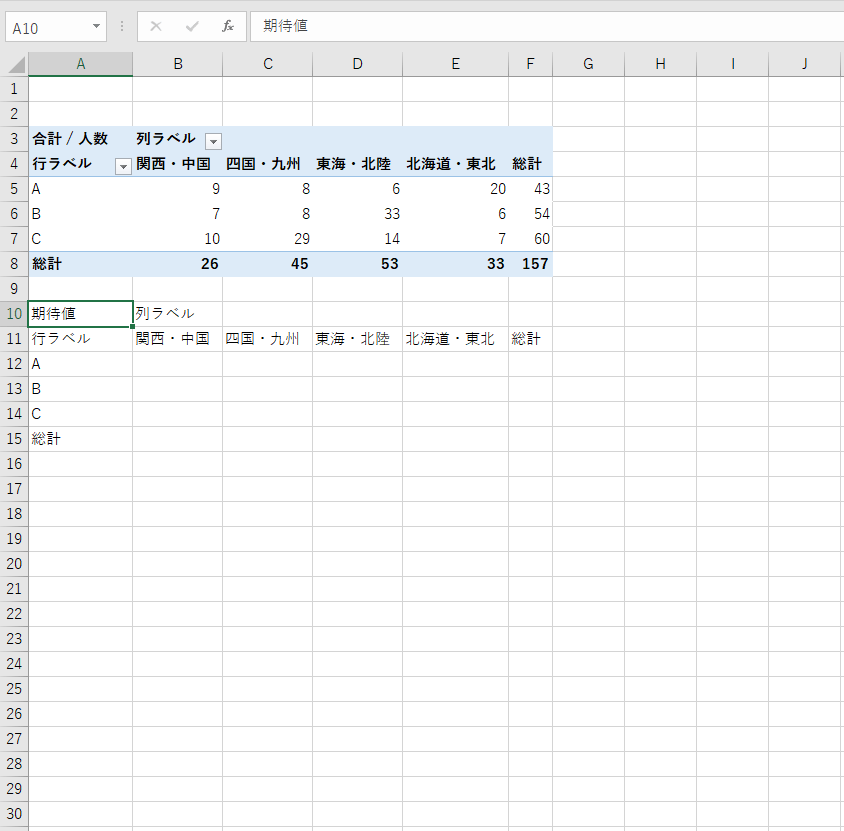 A10 fx 期待値
A B C D E F G H I J
1
2
3 合計 / 人数 列ラベル
4 行ラベル 関西・中国 四国・九州 東海・北陸 北海道・東北 総計
5 A 9 8 6 20 43
6 B 7 8 33 6 54
7 C 10 29 14 7 60
8 総計 26 45 53 33 157
9
10 期待値 列ラベル
11 行ラベル 関西・中国 四国・九州 東海・北陸 北海道・東北 総計
12 A
13 B
14 C
15 総計
16
17
18
19
20
21
22
23
24
25
26
27
28
29
30